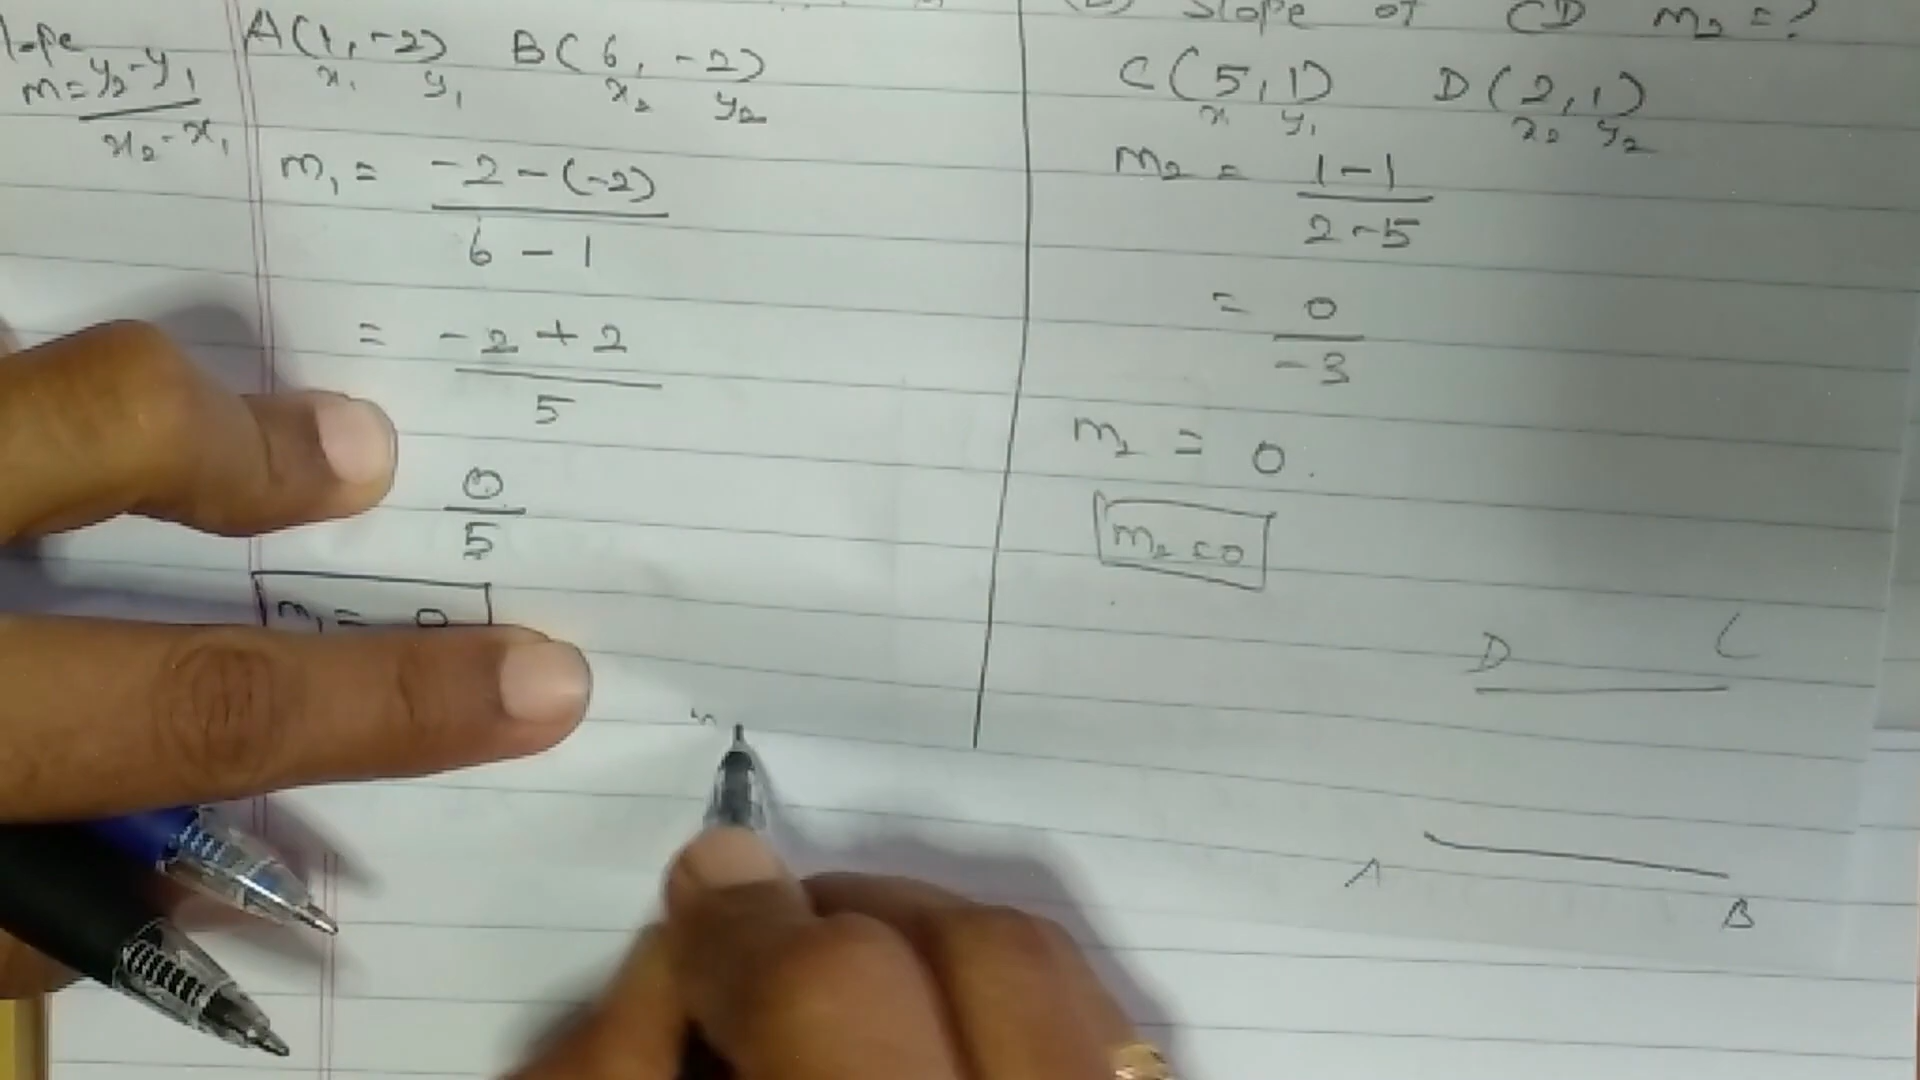 m = y₂ - y₁ / x₂ - x₁
A(1, -2) B(6, -2)
x₁ y₁ x₂ y₂
m₁ = -2 - (-2) / 6 - 1
= -2 + 2 / 5
0 / 5
m₁ = 0
Slope of CD m₂ = ?
C(5, 1) D(2, 1)
x₁ y₁ x₂ y₂
m₂ = 1 - 1 / 2 - 5
= 0 / -3
m₂ = 0.
m₂ = 0
D C
A
B